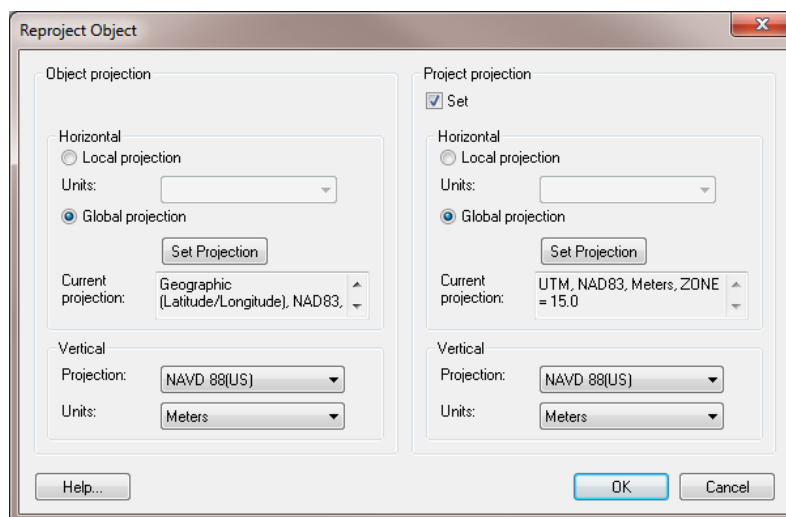 Reproject Object
Object projection
Horizontal
Local projection
Units:
Global projection
Set Projection
Current projection:
Geographic
(Latitude/Longitude), NAD83,
Vertical
Projection: NAVD 88(US)
Units: Meters
Project projection
Set
Horizontal
Local projection
Units:
Global projection
Set Projection
Current projection:
UTM, NAD83, Meters, ZONE
= 15.0
Vertical
Projection: NAVD 88(US)
Units: Meters
Help...
OK
Cancel